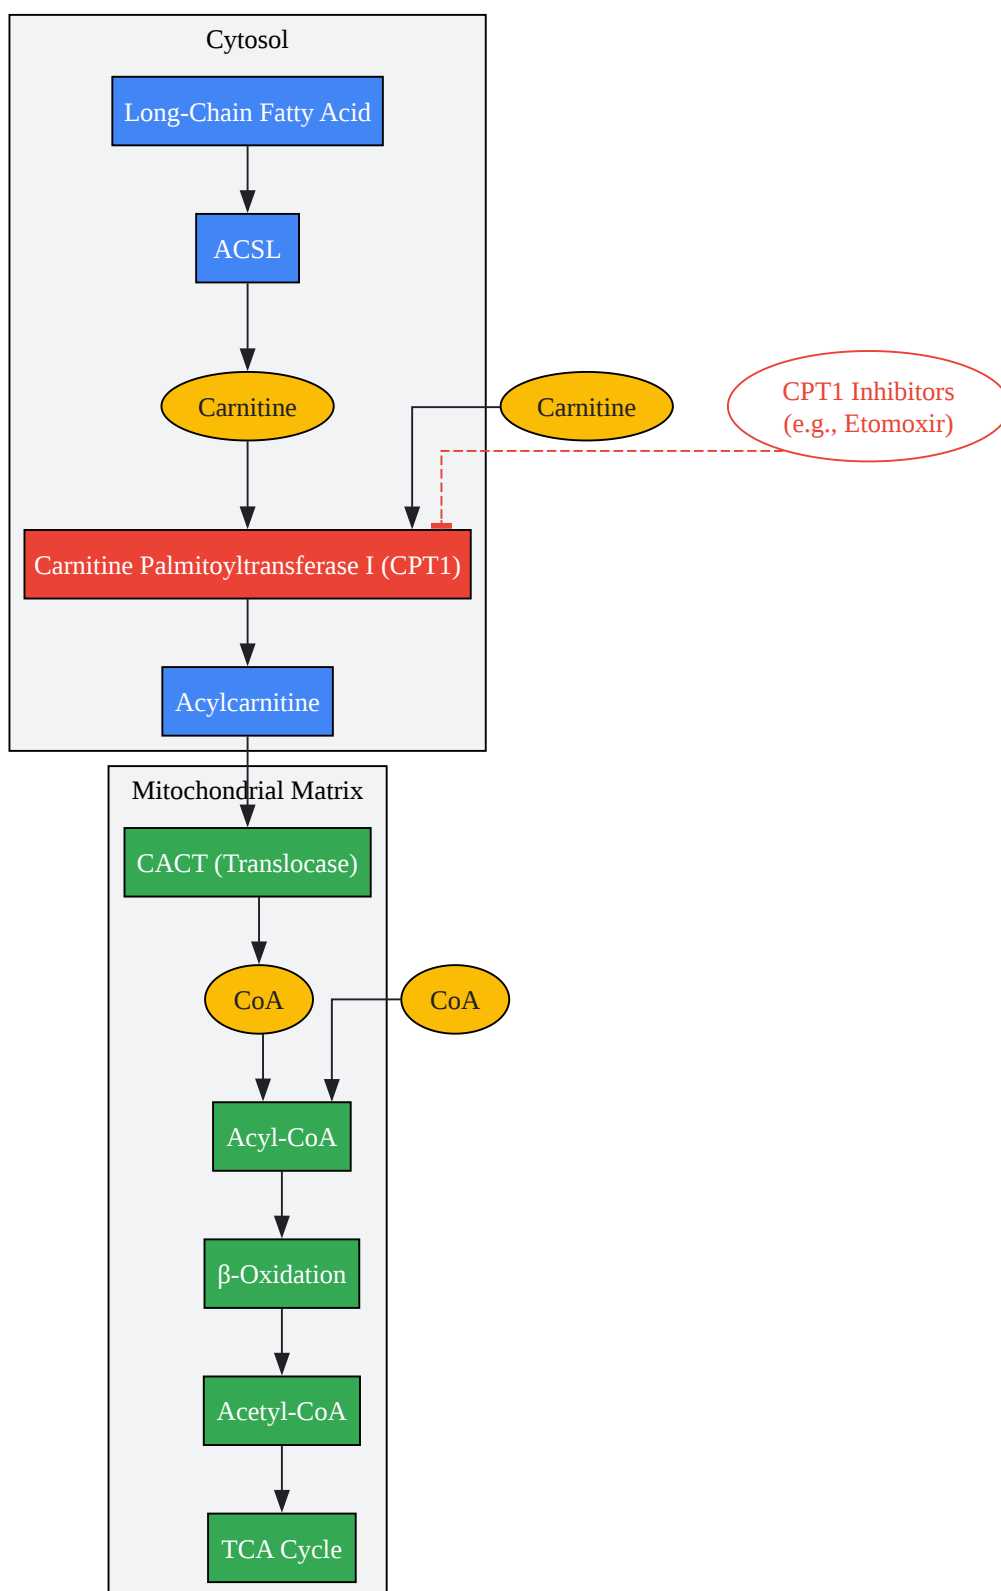 Cytosol
Long-Chain Fatty Acid
ACSL
Carnitine
Carnitine
CPT1 Inhibitors
(e.g., Etomoxir)
Carnitine Palmitoyltransferase I (CPT1)
Acylcarnitine
Mitochondrial Matrix
CACT (Translocase)
CoA
CoA
Acyl-CoA
β-Oxidation
Acetyl-CoA
TCA Cycle